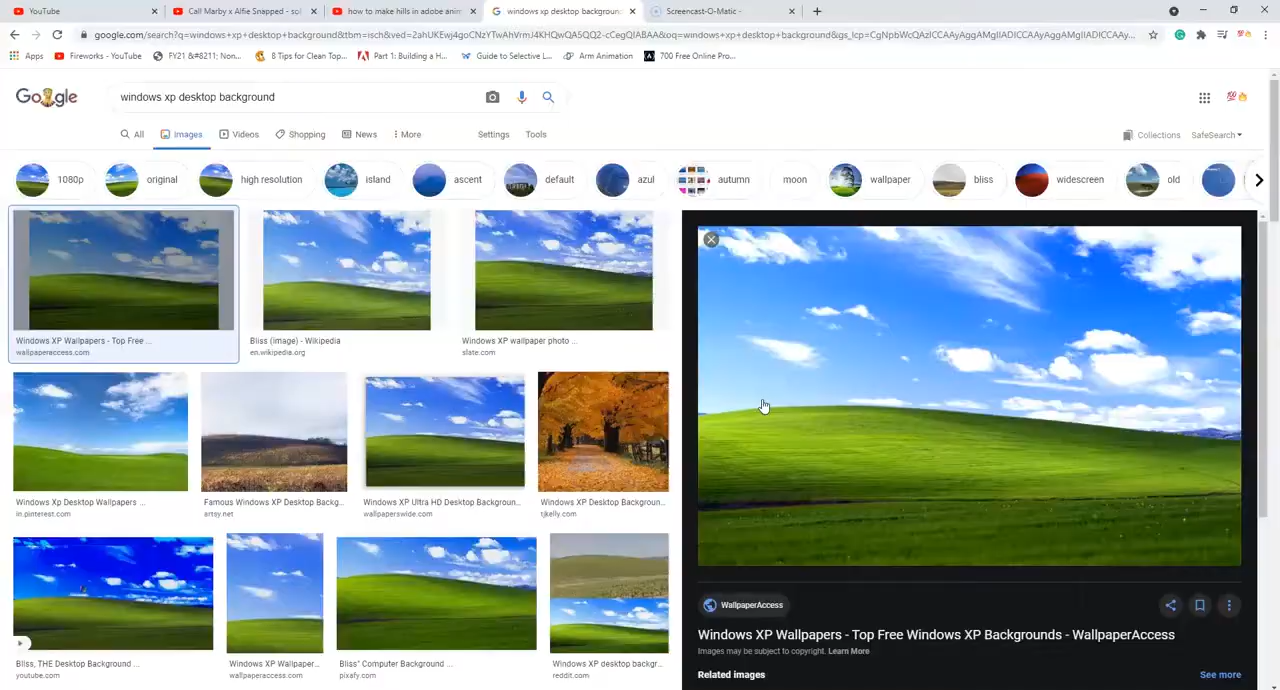 YouTube
Call Marby x Alfie Snapped - sol
how to make hills in adobe anim
windows xp desktop background
Screencast-O-Matic -
google.com/search?q=windows+xp+desktop+background&tbm=isch&ved=2ahUKEwj4goCNzYTwAhVrmJ4KHQwQA5QQ2-cCegQIABAA&oq=windows+xp+desktop+background&gs_lcp=CgNpbWcQAzICCAAyAggAMgIIADICCAAyAggAMgIIADICCAAyAggAMgIIADICCAAyA...
Apps
Fireworks - YouTube
FY21 &#8211; Non...
8 Tips for Clean Top...
Part 1: Building a H...
Guide to Selective L...
Arm Animation
700 Free Online Pro...
Google
windows xp desktop background
All
Images
Videos
Shopping
News
More
Settings
Tools
Collections
SafeSearch
1080p
original
high resolution
island
ascent
default
azul
autumn
moon
wallpaper
bliss
widescreen
old
Windows XP Wallpapers - Top Free ...
wallpaperaccess.com
Bliss (image) - Wikipedia
en.wikipedia.org
Windows XP wallpaper photo ...
slate.com
Windows Xp Desktop Wallpapers ...
in.pinterest.com
Famous Windows XP Desktop Backg...
artsy.net
Windows XP Ultra HD Desktop Backgroun...
wallpaperswide.com
Windows XP Desktop Backgroun...
tjkelly.com
Bliss, THE Desktop Background ...
youtube.com
Windows XP Wallpaper...
wallpaperaccess.com
Bliss" Computer Background ...
pixafy.com
Windows XP desktop backgr...
reddit.com
WallpaperAccess
Windows XP Wallpapers - Top Free Windows XP Backgrounds - WallpaperAccess
Images may be subject to copyright. Learn More
Related images
See more